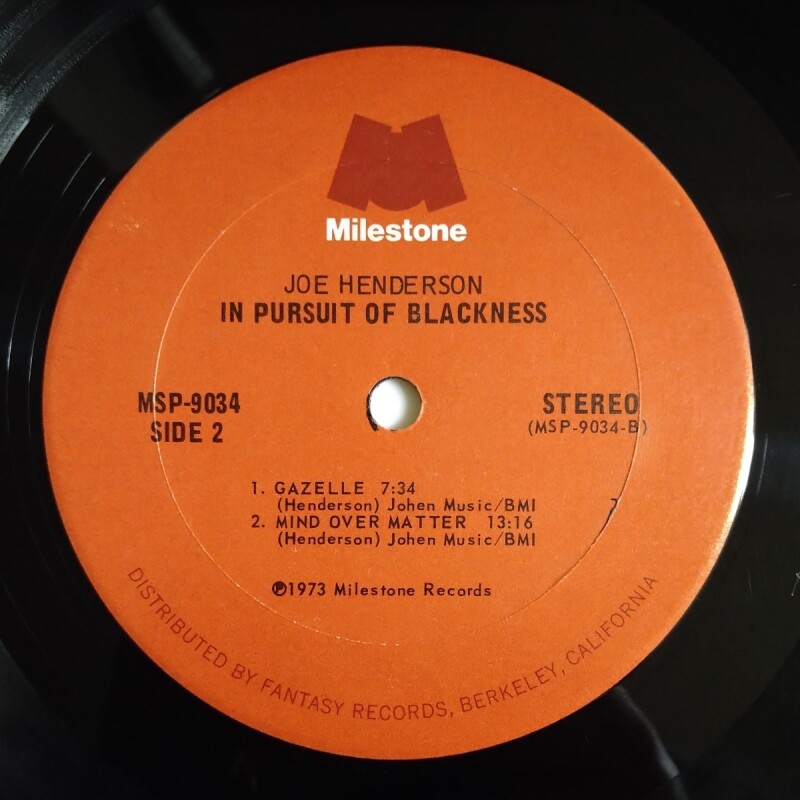 Milestone
JOE HENDERSON
IN PURSUIT OF BLACKNESS
MSP-9034
SIDE 2
STEREO
(MSP-9034-B)
1. GAZELLE 7:34
(Henderson) Johen Music/BMI
2. MIND OVER MATTER 13:16
(Henderson) Johen Music/BMI
℗1973 Milestone Records
DISTRIBUTED BY FANTASY RECORDS, BERKELEY, CALIFORNIA